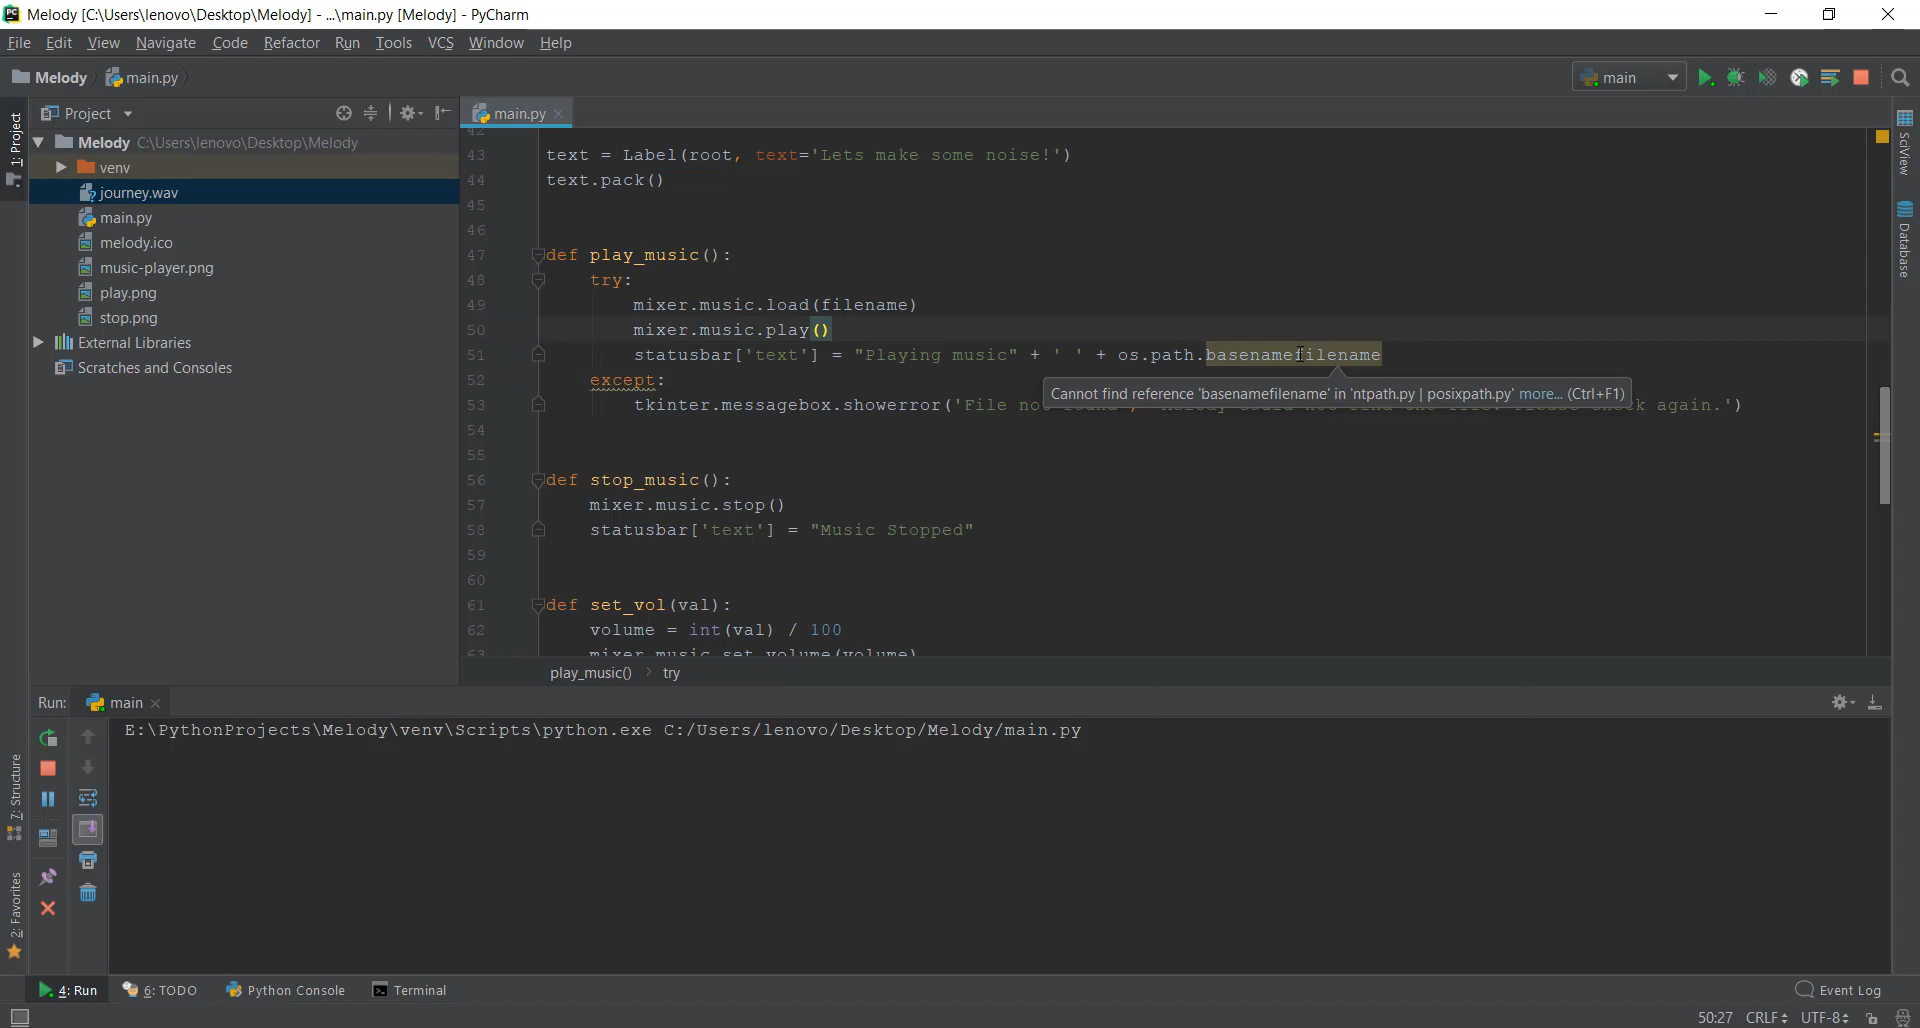 Melody [C:\Users\lenovo\Desktop\Melody] - ...\main.py [Melody] - PyCharm
File Edit View Navigate Code Refactor Run Tools VCS Window Help
Melody main.py main
1: Project
Project
main.py
SciView
Database
Melody C:\Users\lenovo\Desktop\Melody
venv
journey.wav
main.py
melody.ico
music-player.png
play.png
stop.png
External Libraries
Scratches and Consoles
42
43 text = Label(root, text='Lets make some noise!')
44 text.pack()
45
46
47 def play_music():
48 try:
49 mixer.music.load(filename)
50 mixer.music.play()
51 statusbar['text'] = "Playing music" + ' ' + os.path.basenamefilename
52 except:
Cannot find reference 'basenamefilename' in 'ntpath.py | posixpath.py' more... (Ctrl+F1)
53 tkinter.messagebox.showerror('File not again.')
54
55
56 def stop_music():
57 mixer.music.stop()
58 statusbar['text'] = "Music Stopped"
59
60
61 def set_vol(val):
62 volume = int(val) / 100
63 mixer.music.set_volume(volume)
play_music() › try
Run: main
E:\PythonProjects\Melody\venv\Scripts\python.exe C:/Users/lenovo/Desktop/Melody/main.py
7: Structure
2: Favorites
4: Run 6: TODO Python Console Terminal Event Log
50:27 CRLF UTF-8